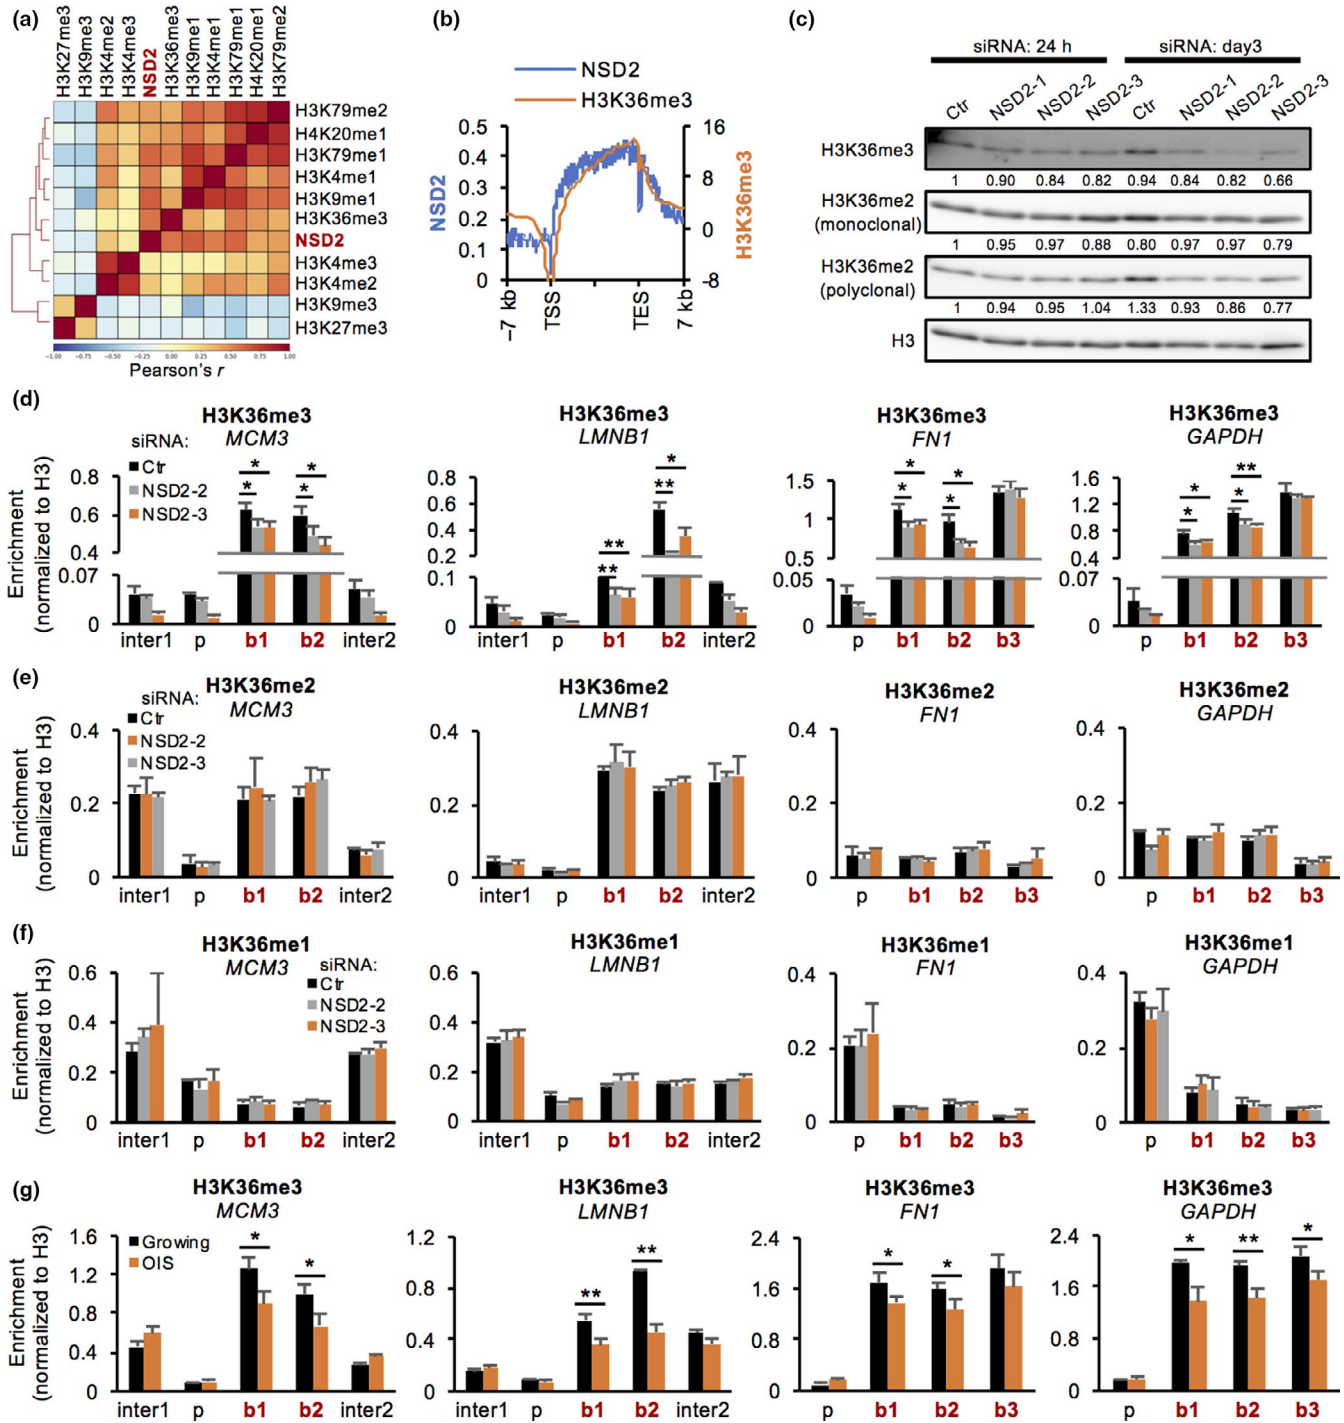 (a)
H3K27me3
H3K9me3
H3K4me2
H3K4me3
NSD2
H3K36me3
H3K9me1
H3K4me1
H3K79me1
H4K20me1
H3K79me2
H3K79me2
H4K20me1
H3K79me1
H3K4me1
H3K9me1
H3K36me3
NSD2
H3K4me3
H3K4me2
H3K9me3
H3K27me3
-1.00 -0.75 -0.50 -0.25 0.00 0.25 0.50 0.75 1.00
Pearson's r
(b)
NSD2
H3K36me3
0.5
0.4
0.3
0.2
0.1
0
NSD2
16
8
0
-8
H3K36me3
-7 kb
TSS
TES
7 kb
(c)
siRNA: 24 h
siRNA: day3
Ctr NSD2-1 NSD2-2 NSD2-3 Ctr NSD2-1 NSD2-2 NSD2-3
H3K36me3
1 0.90 0.84 0.82 0.94 0.84 0.82 0.66
H3K36me2
(monoclonal)
1 0.95 0.97 0.88 0.80 0.97 0.97 0.79
H3K36me2
(polyclonal)
1 0.94 0.95 1.04 1.33 0.93 0.86 0.77
H3
(d)
Enrichment
(normalized to H3)
H3K36me3
MCM3
siRNA:
Ctr
NSD2-2
NSD2-3
0.8
0.6
0.4
0.07
0
* * * *
inter1 p b1 b2 inter2
H3K36me3
LMNB1
0.8
0.6
0.4
0.2
0.1
0
** ** ** *
inter1 p b1 b2 inter2
H3K36me3
FN1
1.5
1
0.5
0.05
0
* * * *
p b1 b2 b3
H3K36me3
GAPDH
1.6
1.2
0.8
0.4
0.07
0
* * * **
p b1 b2 b3
(e)
Enrichment
(normalized to H3)
H3K36me2
MCM3
siRNA:
Ctr
NSD2-2
NSD2-3
0.4
0.2
0
inter1 p b1 b2 inter2
H3K36me2
LMNB1
0.4
0.2
0
inter1 p b1 b2 inter2
H3K36me2
FN1
0.4
0.2
0
p b1 b2 b3
H3K36me2
GAPDH
0.4
0.2
0
p b1 b2 b3
(f)
Enrichment
(normalized to H3)
H3K36me1
MCM3
siRNA:
Ctr
NSD2-2
NSD2-3
0.6
0.4
0.2
0
inter1 p b1 b2 inter2
H3K36me1
LMNB1
0.6
0.4
0.2
0
inter1 p b1 b2 inter2
H3K36me1
FN1
0.4
0.2
0
p b1 b2 b3
H3K36me1
GAPDH
0.4
0.2
0
p b1 b2 b3
(g)
Enrichment
(normalized to H3)
H3K36me3
MCM3
Growing
OIS
1.6
1.2
0.8
0.4
0
* *
inter1 p b1 b2 inter2
H3K36me3
LMNB1
1.2
0.8
0.4
0
** **
inter1 p b1 b2 inter2
H3K36me3
FN1
2.4
1.6
0.8
0
* *
p b1 b2 b3
H3K36me3
GAPDH
2.4
1.6
0.8
0
* ** *
p b1 b2 b3